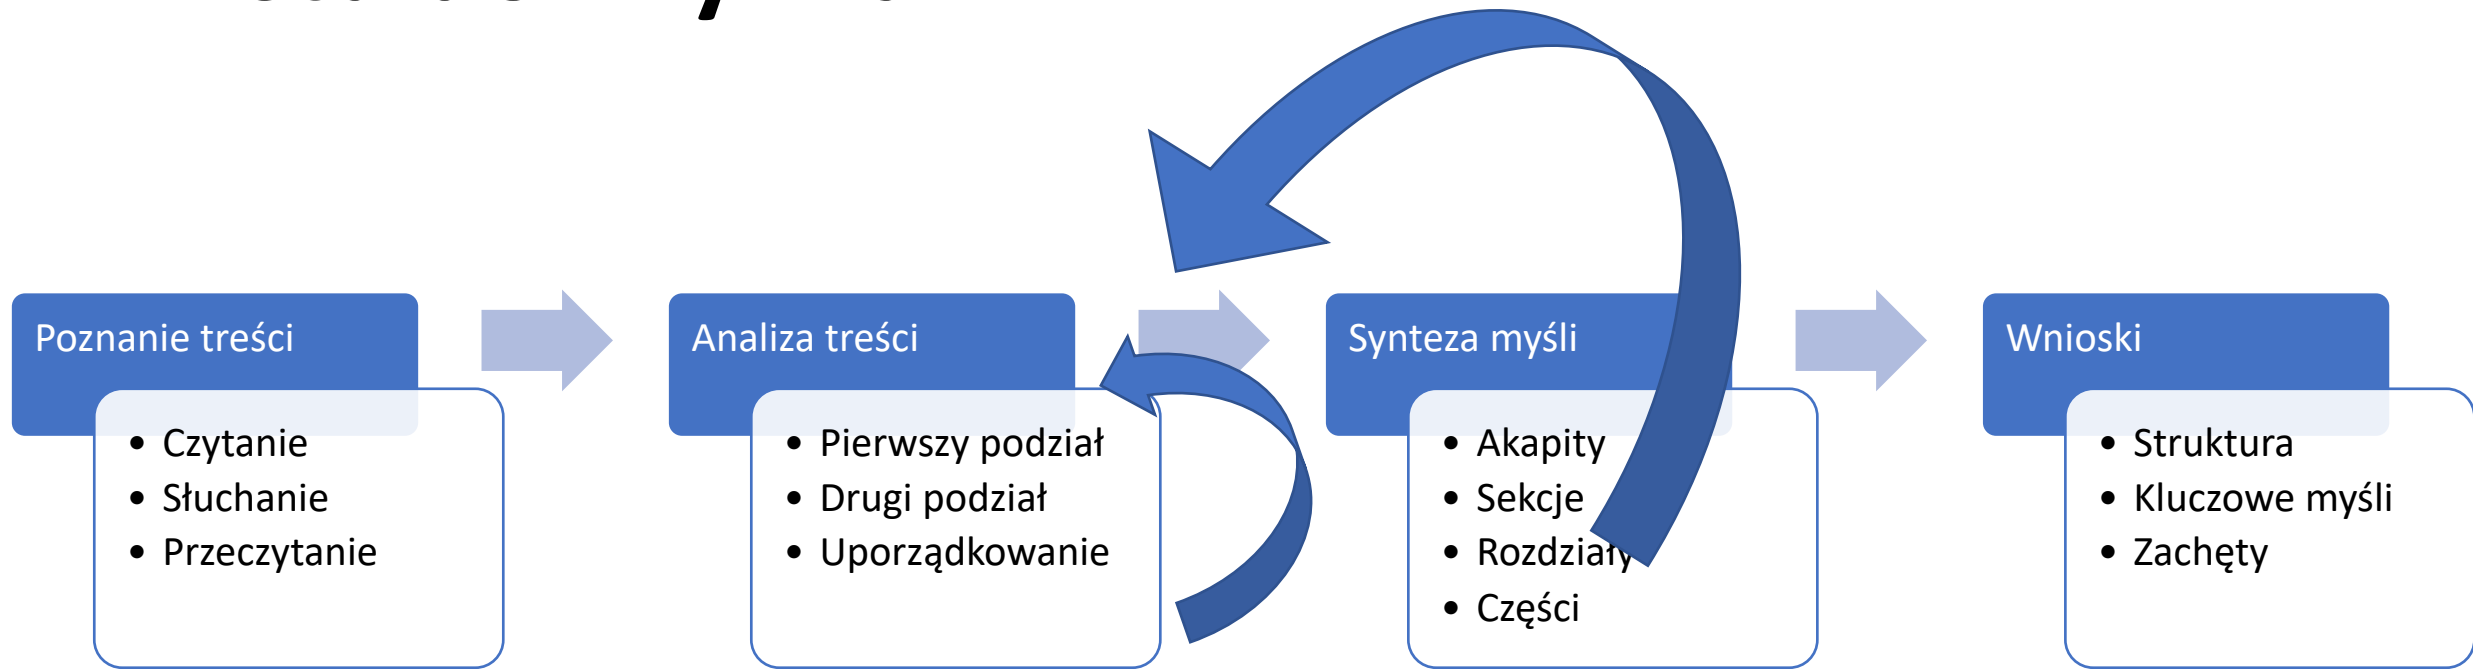 Poznanie treści
• Czytanie
• Słuchanie
• Przeczytanie
Analiza treści
• Pierwszy podział
• Drugi podział
• Uporządkowanie
Synteza myśli
• Akapity
• Sekcje
• Rozdziały
• Części
Wnioski
• Struktura
• Kluczowe myśli
• Zachęty